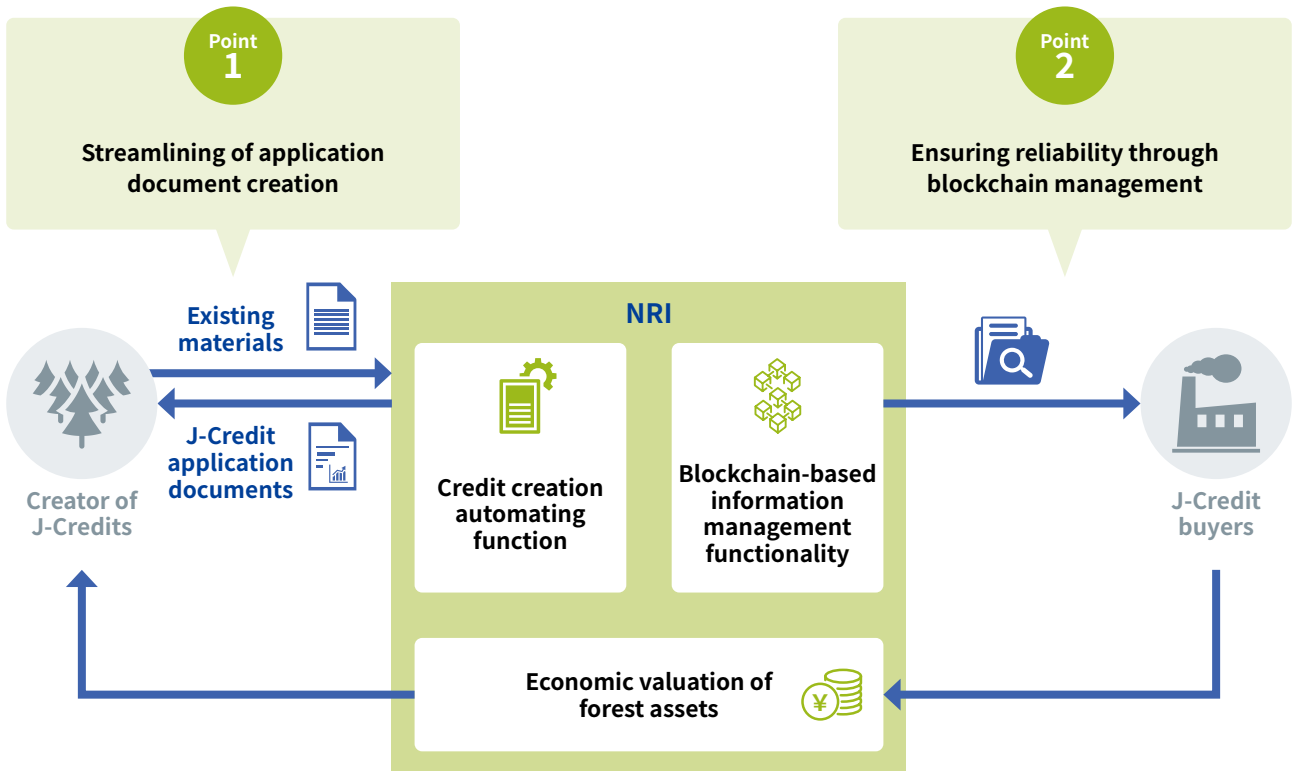 Point
1
Streamlining of application
document creation
Point
2
Ensuring reliability through
blockchain management
Existing
materials
J-Credit
application
documents
Creator of
J-Credits
NRI
Credit creation
automating
function
Blockchain-based
information
management
functionality
Economic valuation of
forest assets
¥
J-Credit
buyers